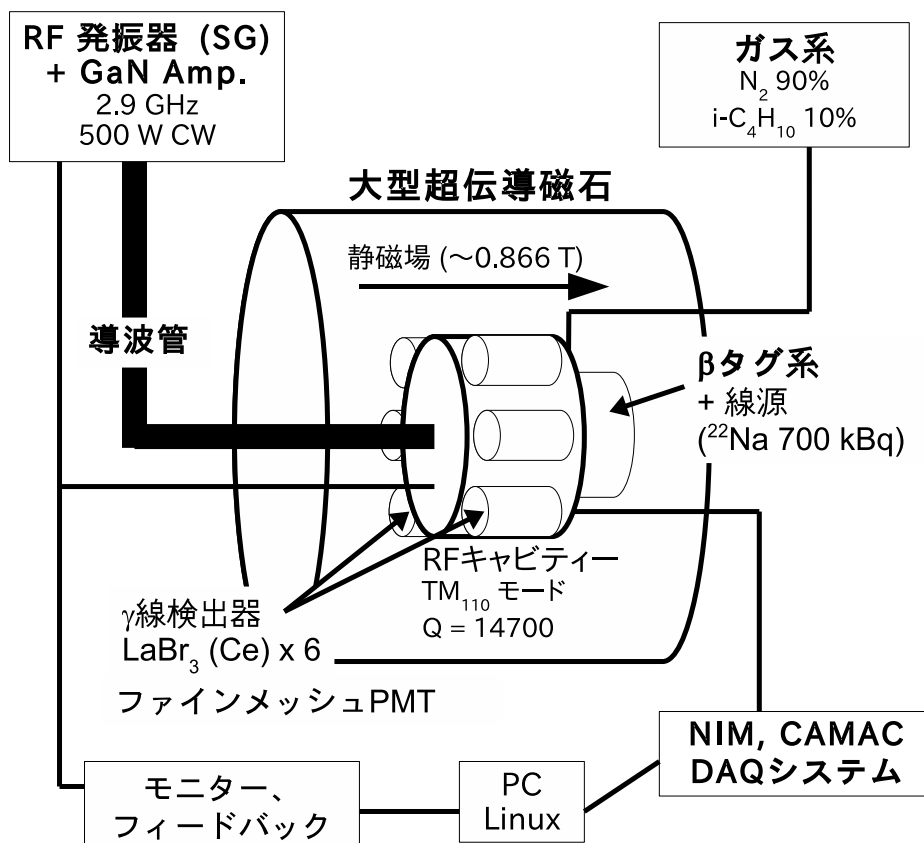 RF 発振器 (SG)
+ GaN Amp.
2.9 GHz
500 W CW
ガス系
N₂ 90%
i-C₄H₁₀ 10%
大型超伝導磁石
静磁場 (〜0.866 T)
導波管
βタグ系
+ 線源
(²²Na 700 kBq)
RFキャビティー
TM₁₁₀ モード
Q = 14700
γ線検出器
LaBr₃ (Ce) x 6
ファインメッシュPMT
NIM, CAMAC
DAQシステム
PC
Linux
モニター、
フィードバック